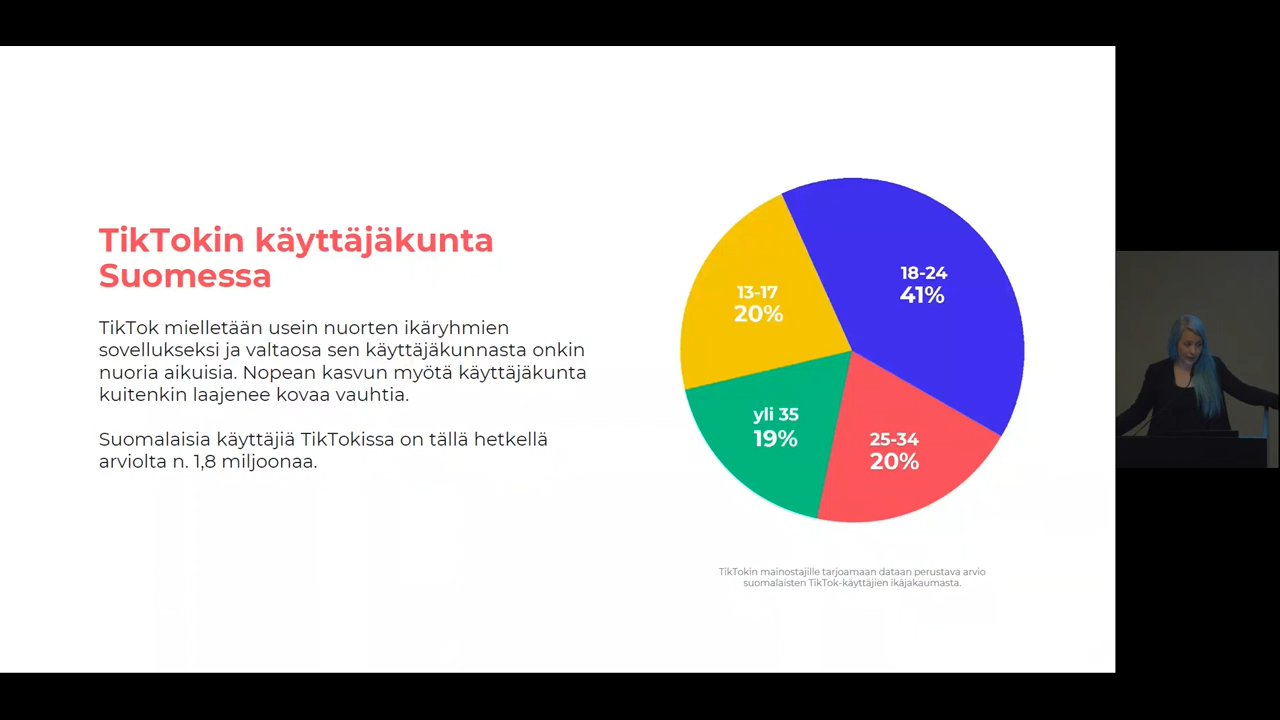 TikTokin käyttäjäkunta
Suomessa
TikTok mielletään usein nuorten ikäryhmien
sovellukseksi ja valtaosa sen käyttäjäkunnasta onkin
nuoria aikuisia. Nopean kasvun myötä käyttäjäkunta
kuitenkin laajenee kovaa vauhtia.
Suomalaisia käyttäjiä TikTokissa on tällä hetkellä
arviolta n. 1,8 miljoonaa.
18-24
41%
13-17
20%
yli 35
19%
25-34
20%
TikTokin mainostajille tarjoamaan dataan perustava arvio
suomalaisten TikTok-käyttäjien ikäjakaumasta.